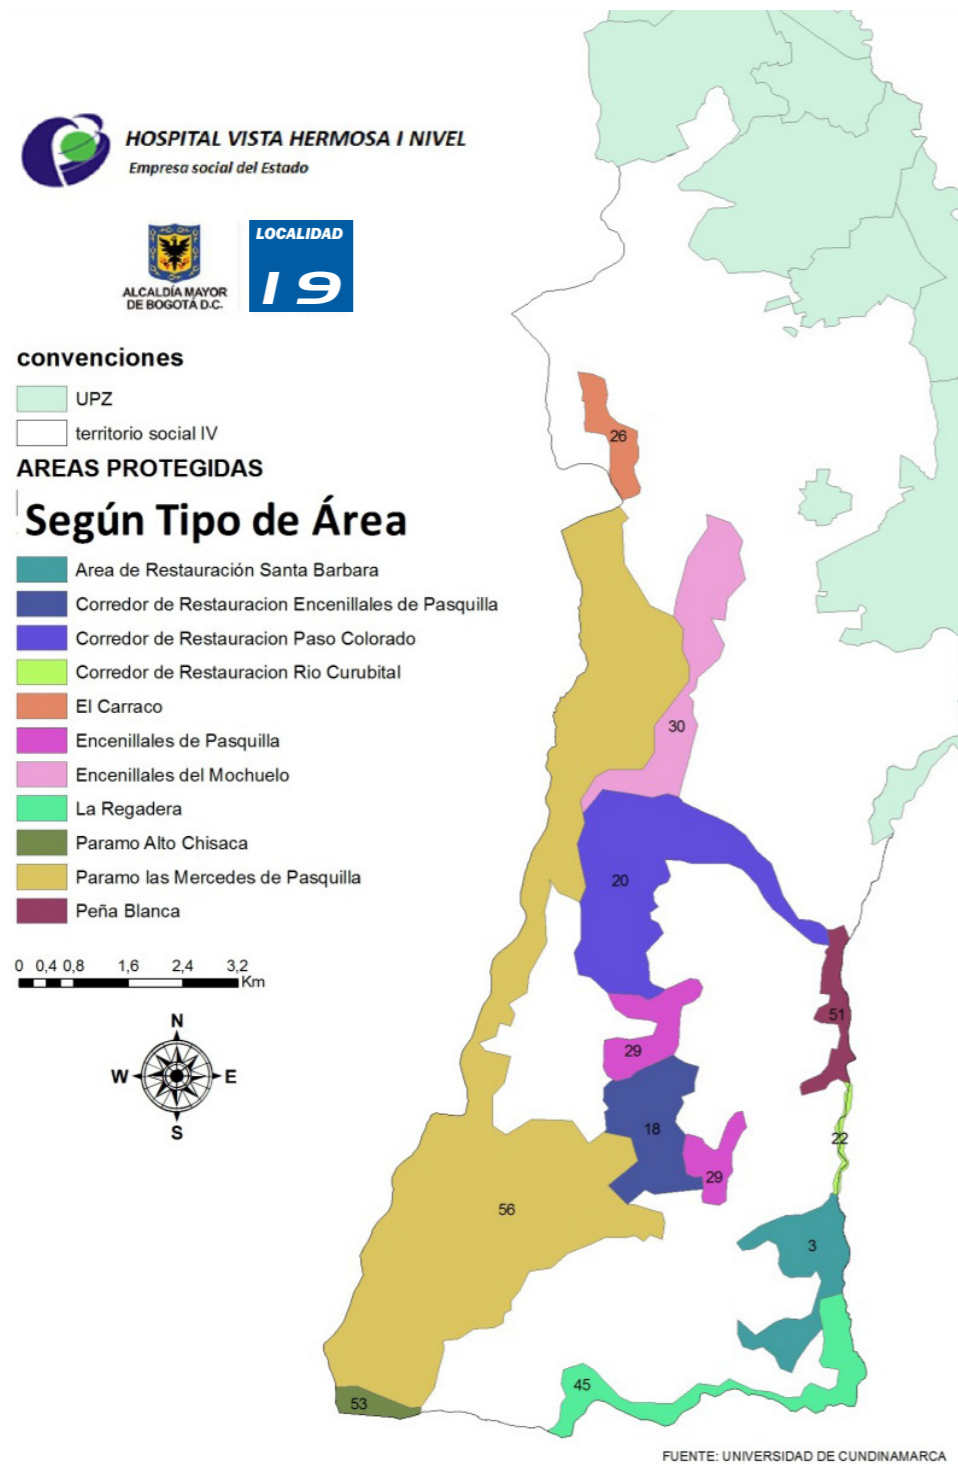 HOSPITAL VISTA HERMOSA I NIVEL
Empresa social del Estado
ALCALDÍA MAYOR
DE BOGOTÁ D.C.
LOCALIDAD
19
convenciones
UPZ
territorio social IV
AREAS PROTEGIDAS
Según Tipo de Área
Area de Restauración Santa Barbara
Corredor de Restauracion Encenillales de Pasquilla
Corredor de Restauracion Paso Colorado
Corredor de Restauracion Rio Curubital
El Carraco
Encenillales de Pasquilla
Encenillales del Mochuelo
La Regadera
Paramo Alto Chisaca
Paramo las Mercedes de Pasquilla
Peña Blanca
0 0,4 0,8 1,6 2,4 3,2
Km
N
W E
S
26
30
20
51
29
18
22
29
56
3
45
53
FUENTE: UNIVERSIDAD DE CUNDINAMARCA